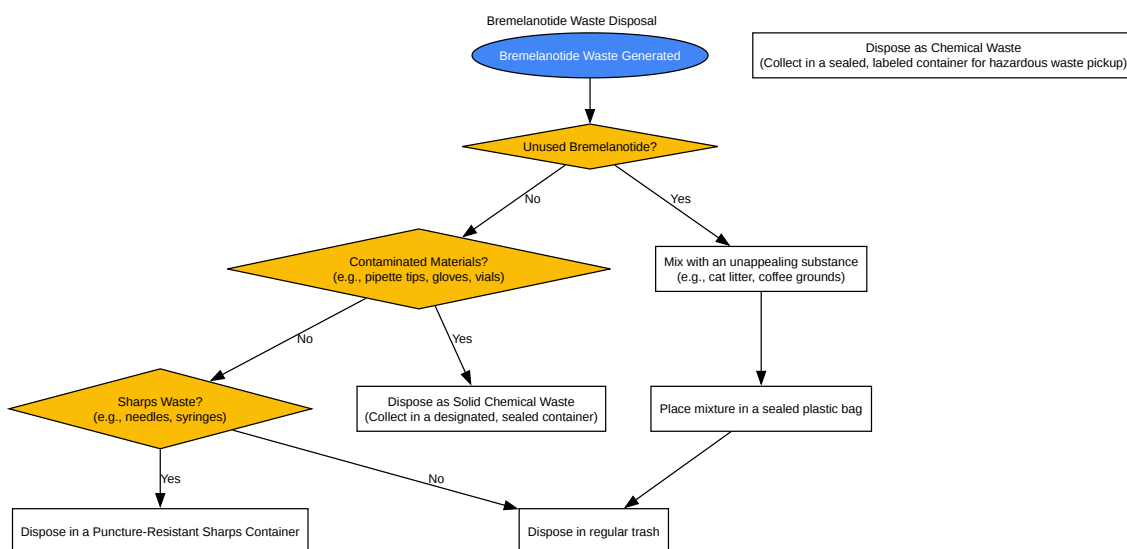 Bremelanotide Waste Disposal
Bremelanotide Waste Generated
Dispose as Chemical Waste
(Collect in a sealed, labeled container for hazardous waste pickup)
Unused Bremelanotide?
No
Yes
Contaminated Materials?
(e.g., pipette tips, gloves, vials)
Mix with an unappealing substance
(e.g., cat litter, coffee grounds)
No
Yes
Sharps Waste?
(e.g., needles, syringes)
Dispose as Solid Chemical Waste
(Collect in a designated, sealed container)
Place mixture in a sealed plastic bag
Yes
No
Dispose in a Puncture-Resistant Sharps Container
Dispose in regular trash